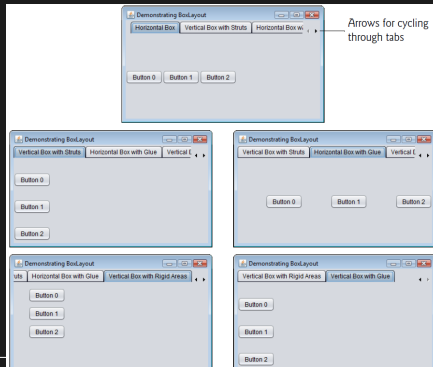 Demonstrating BoxLayout
Horizontal Box Vertical Box with Struts Horizontal Box
Arrows for cycling
through tabs
Button 0 Button 1 Button 2
Demonstrating BoxLayout
Vertical Box with Struts Horizontal Box with Glue Vertical
Button 0
Button 1
Button 2
Demonstrating BoxLayout
Vertical Box with Struts Horizontal Box with Glue Vertical
Button 0 Button 1 Button 2
Demonstrating BoxLayout
uts Horizontal Box with Glue Vertical Box with Rigid Areas
Button 0
Button 1
Button 2
Demonstrating BoxLayout
Vertical Box with Rigid Areas Vertical Box with Glue
Button 0
Button 1
Button 2